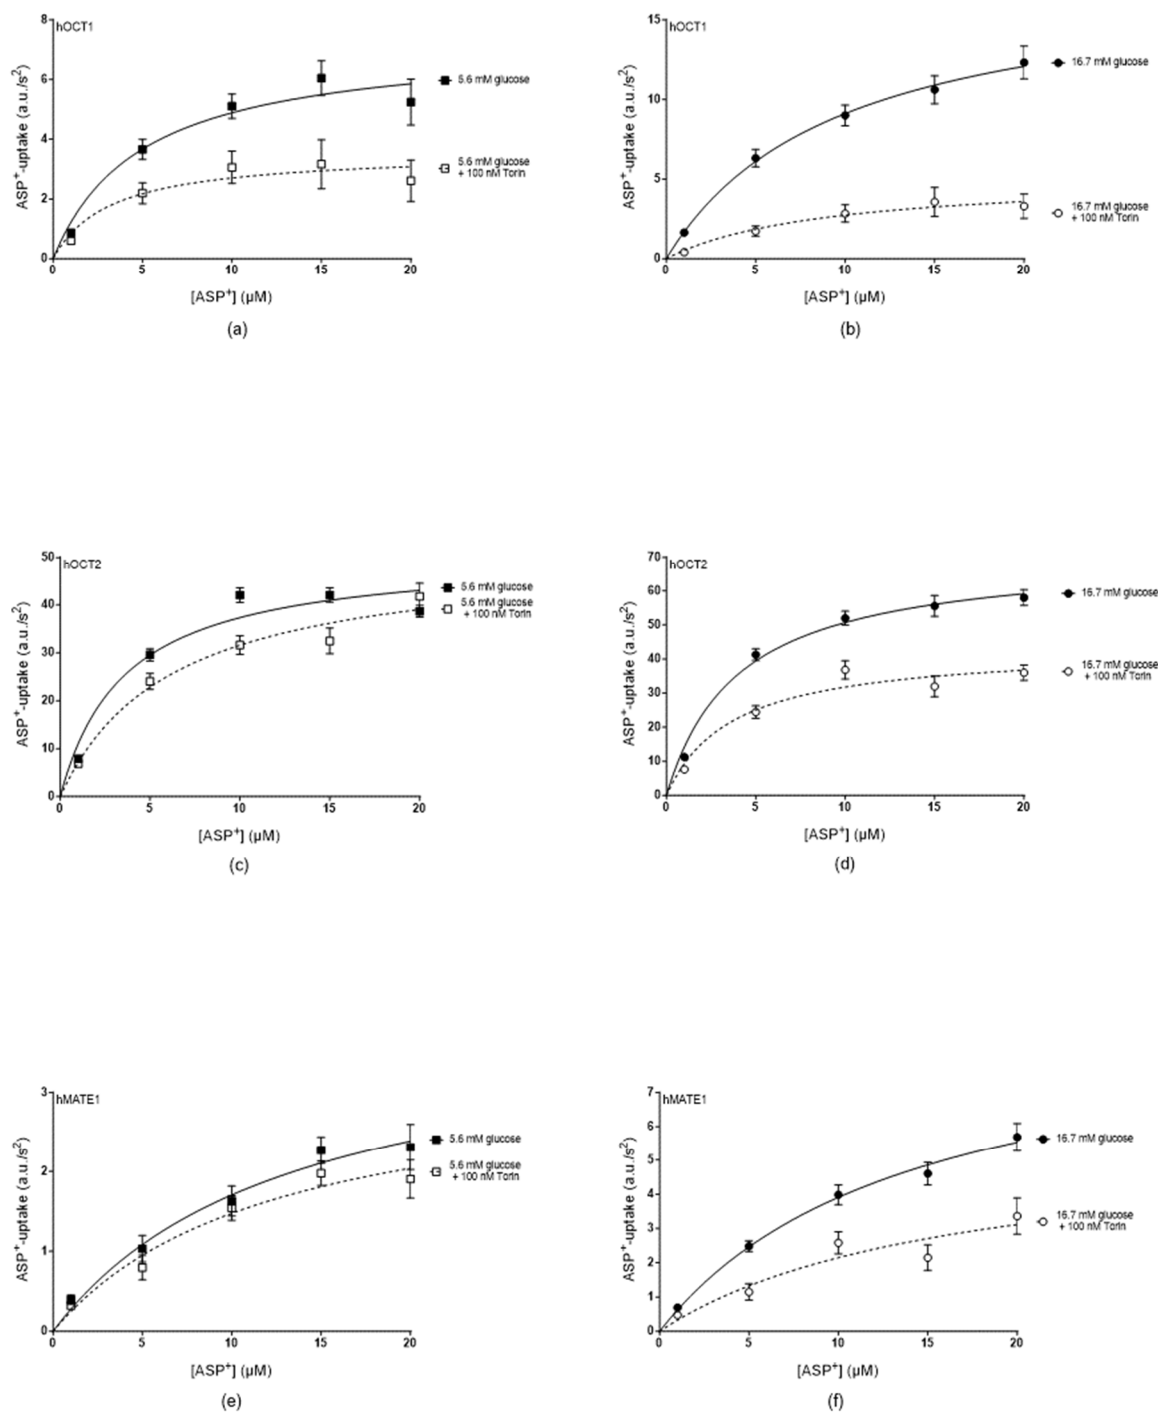 hOCT1
8
6
4
2
0
ASP+-uptake (a.u./s2)
0 5 10 15 20
[ASP+] (µM)
5.6 mM glucose
5.6 mM glucose
+ 100 nM Torin
(a)
hOCT1
15
10
5
0
ASP+-uptake (a.u./s2)
0 5 10 15 20
[ASP+] (µM)
16.7 mM glucose
16.7 mM glucose
+ 100 nM Torin
(b)
hOCT2
50
40
30
20
10
0
ASP+-uptake (a.u./s2)
0 5 10 15 20
[ASP+] (µM)
5.6 mM glucose
5.6 mM glucose
+ 100 nM Torin
(c)
hOCT2
70
60
50
40
30
20
10
0
ASP+-uptake (a.u./s2)
0 5 10 15 20
[ASP+] (µM)
16.7 mM glucose
16.7 mM glucose
+ 100 nM Torin
(d)
hMATE1
3
2
1
0
ASP+-uptake (a.u./s2)
0 5 10 15 20
[ASP+] (µM)
5.6 mM glucose
5.6 mM glucose
+ 100 nM Torin
(e)
hMATE1
7
6
5
4
3
2
1
0
ASP+-uptake (a.u./s2)
0 5 10 15 20
[ASP+] (µM)
16.7 mM glucose
16.7 mM glucose
+ 100 nM Torin
(f)